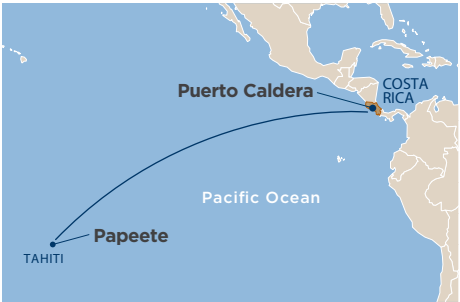 COSTA
RICA
Puerto Caldera
Pacific Ocean
Papeete
TAHITI